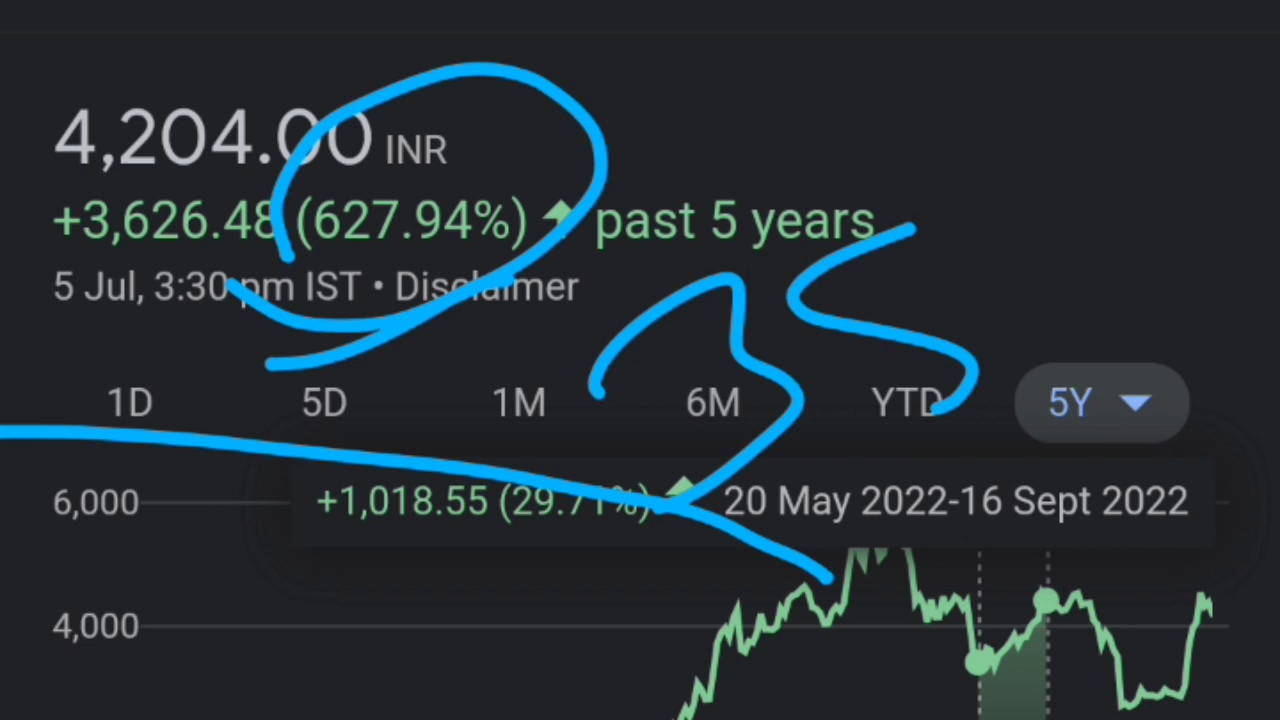 4,204.00 INR
+3,626.48 (627.94%) ↑ past 5 years
5 Jul, 3:30 pm IST • Disclaimer
1D 5D 1M 6M YTD 5Y
+1,018.55 (29.71%) 20 May 2022-16 Sept 2022
6,000
4,000